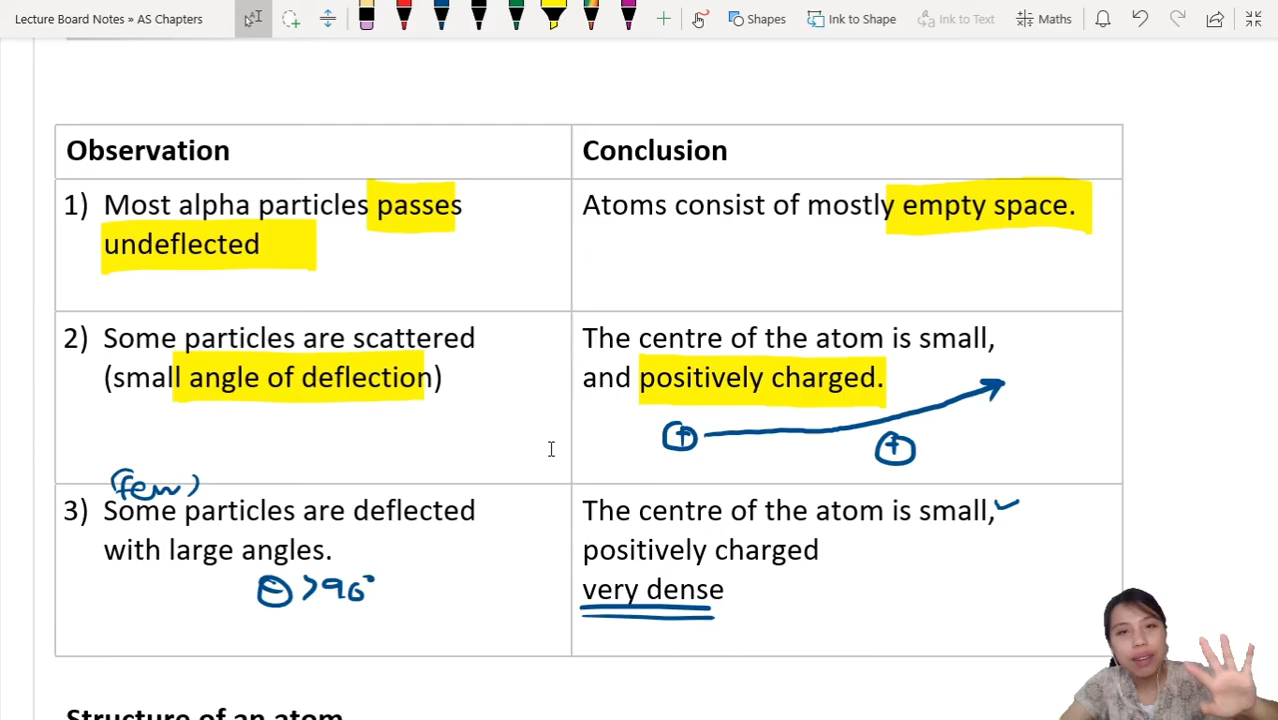 Lecture Board Notes » AS Chapters
Shapes
Ink to Shape
Ink to Text
Maths
Observation
Conclusion
1) Most alpha particles passes
undeflected
Atoms consist of mostly empty space.
2) Some particles are scattered
(small angle of deflection)
The centre of the atom is small,
and positively charged.
+
+
(few)
3) Some particles are deflected
with large angles.
θ > 90°
The centre of the atom is small,
positively charged
very dense
Structure of an atom